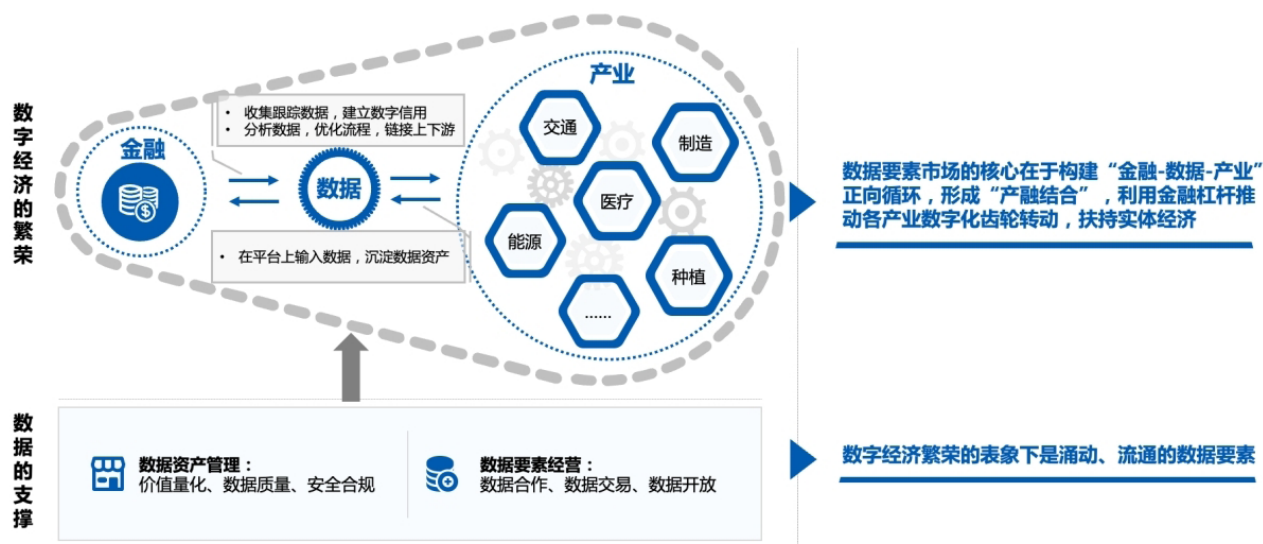 数字经济的繁荣
金融
• 收集跟踪数据，建立数字信用
• 分析数据，优化流程，链接上下游
数据
• 在平台上输入数据，沉淀数据资产
产业
交通
制造
医疗
能源
种植
......
数据要素市场的核心在于构建“金融-数据-产业”
正向循环，形成“产融结合”，利用金融杠杆推
动各产业数字化齿轮转动，扶持实体经济
数据的支撑
数据资产管理：
价值量化、数据质量、安全合规
数据要素经营：
数据合作、数据交易、数据开放
数字经济繁荣的表象下是涌动、流通的数据要素